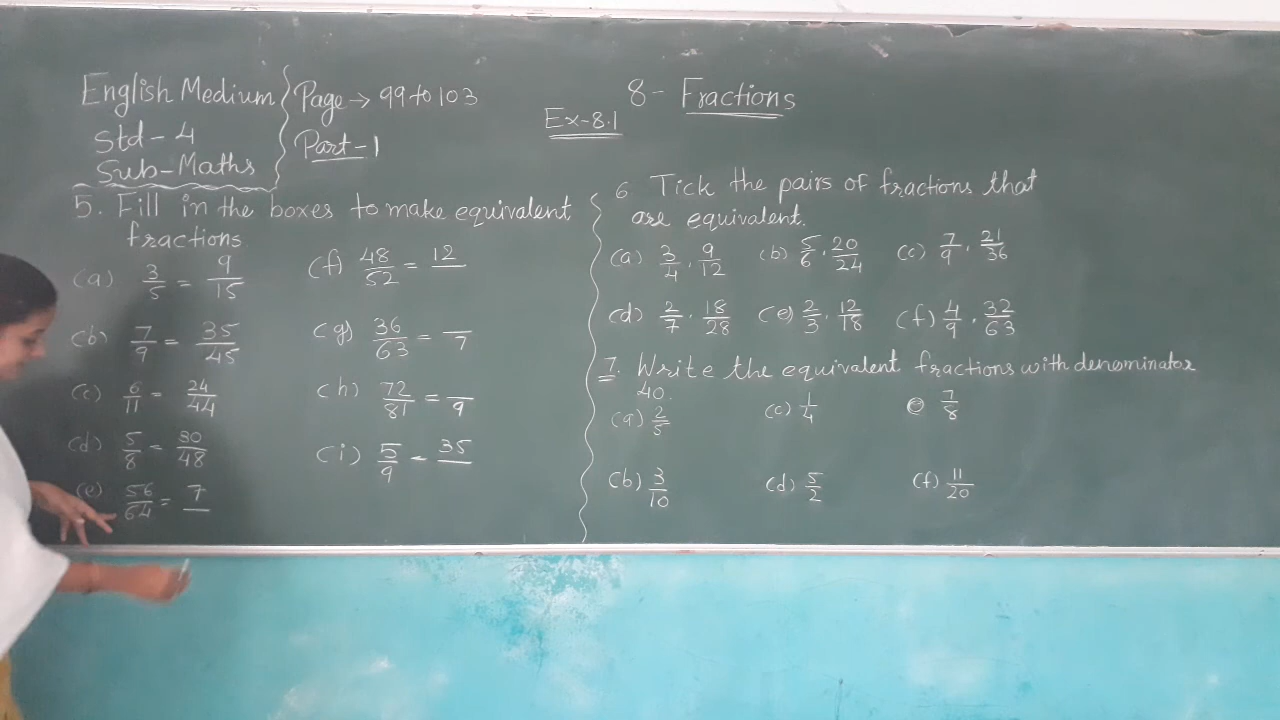 English Medium
Std-4
Sub-Maths
Page→ 99 to 103
Part-1
8- Fractions
Ex-8.1
5. Fill in the boxes to make equivalent
fractions
(a) 3/5 = 9/15
(b) 7/9 = 35/45
(c) 6/11 = 24/44
(d) 5/8 = 30/48
(e) 56/64 = 7/
(f) 48/52 = 12/
(g) 36/63 = /7
(h) 72/81 = /9
(i) 5/9 = 35/
6. Tick the pairs of fractions that
are equivalent.
(a) 3/4, 9/12 (b) 5/6, 20/24 (c) 7/9, 21/36
(d) 2/7, 18/28 (e) 2/3, 12/18 (f) 4/9, 32/63
7. Write the equivalent fractions with denominator
40.
(a) 2/5 (c) 1/4 e 7/8
(b) 3/10 (d) 5/2 (f) 11/20